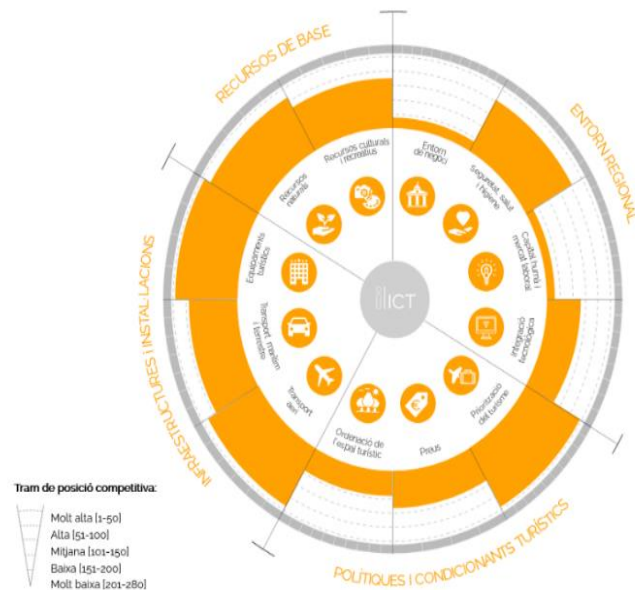 RECURSOS DE BASE
ENTORN REGIONAL
INFRAESTRUCTURES I INSTAL·LACIONS
POLÍTIQUES I CONDICIONANTS TURÍSTICS
Recursos culturals
i recreatius
Entorn
de negoci
Seguretat, salut
i higiene
Capital humà i
mercat laboral
Integració
tecnològica
Priorització
del turisme
Preus
Ordenació de
l'espai turístic
Transport
aeri
Transport marítim
i terrestre
Equipaments
turístics
Recursos
naturals
ICT
Tram de posició competitiva:
Molt alta [1-50]
Alta [51-100]
Mitjana [101-150]
Baixa [151-200]
Molt baixa [201-280]